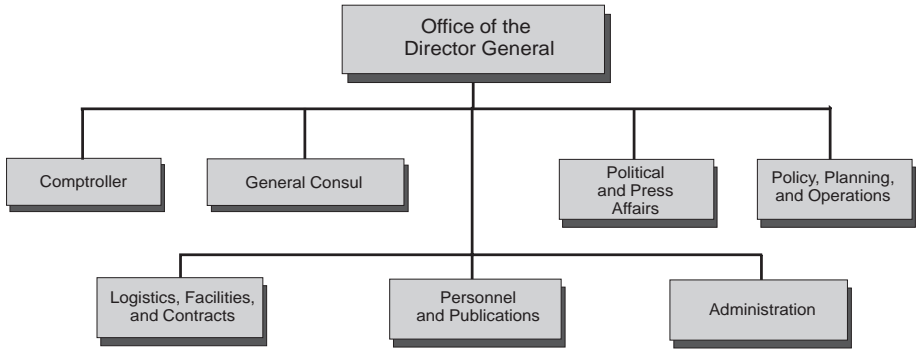 Office of the
Director General
Comptroller
General Consul
Political
and Press
Affairs
Policy, Planning,
and Operations
Logistics, Facilities,
and Contracts
Personnel
and Publications
Administration